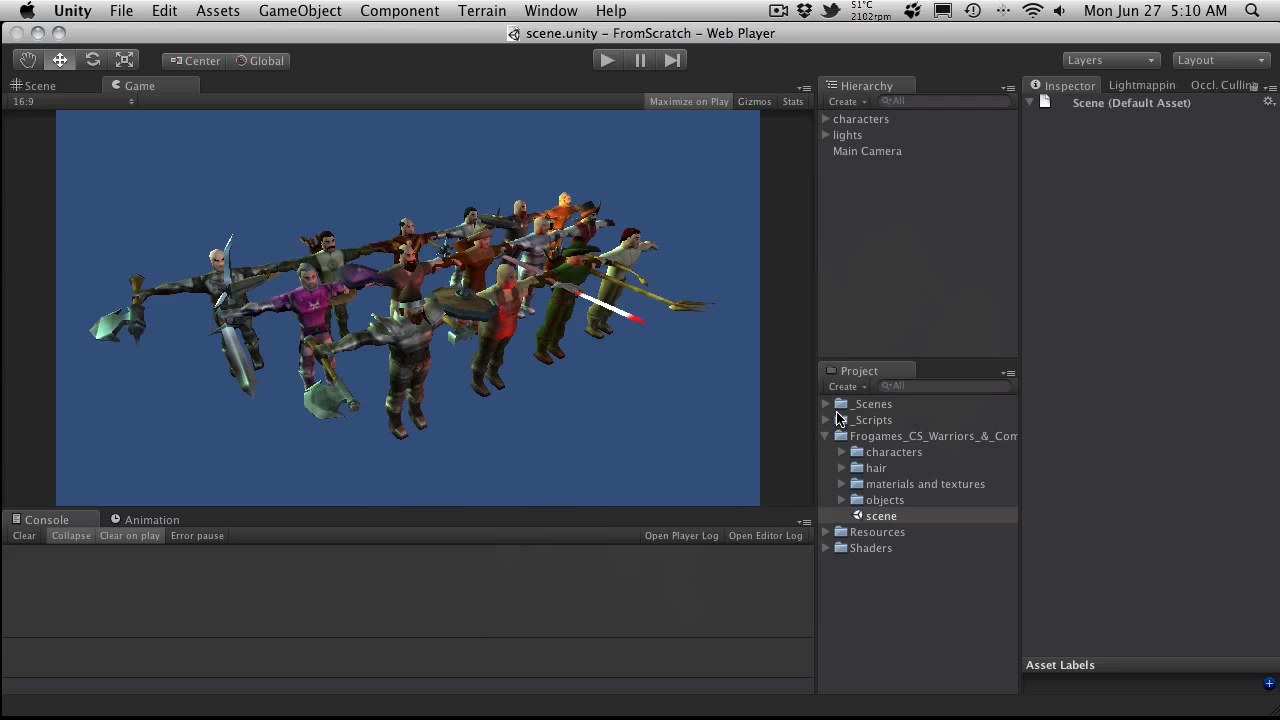 Unity File Edit Assets GameObject Component Terrain Window Help 51°C 2102rpm Mon Jun 27 5:10 AM
scene.unity – FromScratch – Web Player
Center Global Layers Layout
Scene Game Hierarchy Inspector Lightmappin Occl. Culling
16:9 Maximize on Play Gizmos Stats Create All Scene (Default Asset)
characters
lights
Main Camera
Project
Create All
_Scenes
_Scripts
Frogames_CS_Warriors_&_Com
characters
hair
materials and textures
objects
scene
Resources
Shaders
Console Animation
Clear Collapse Clear on play Error pause Open Player Log Open Editor Log
Asset Labels